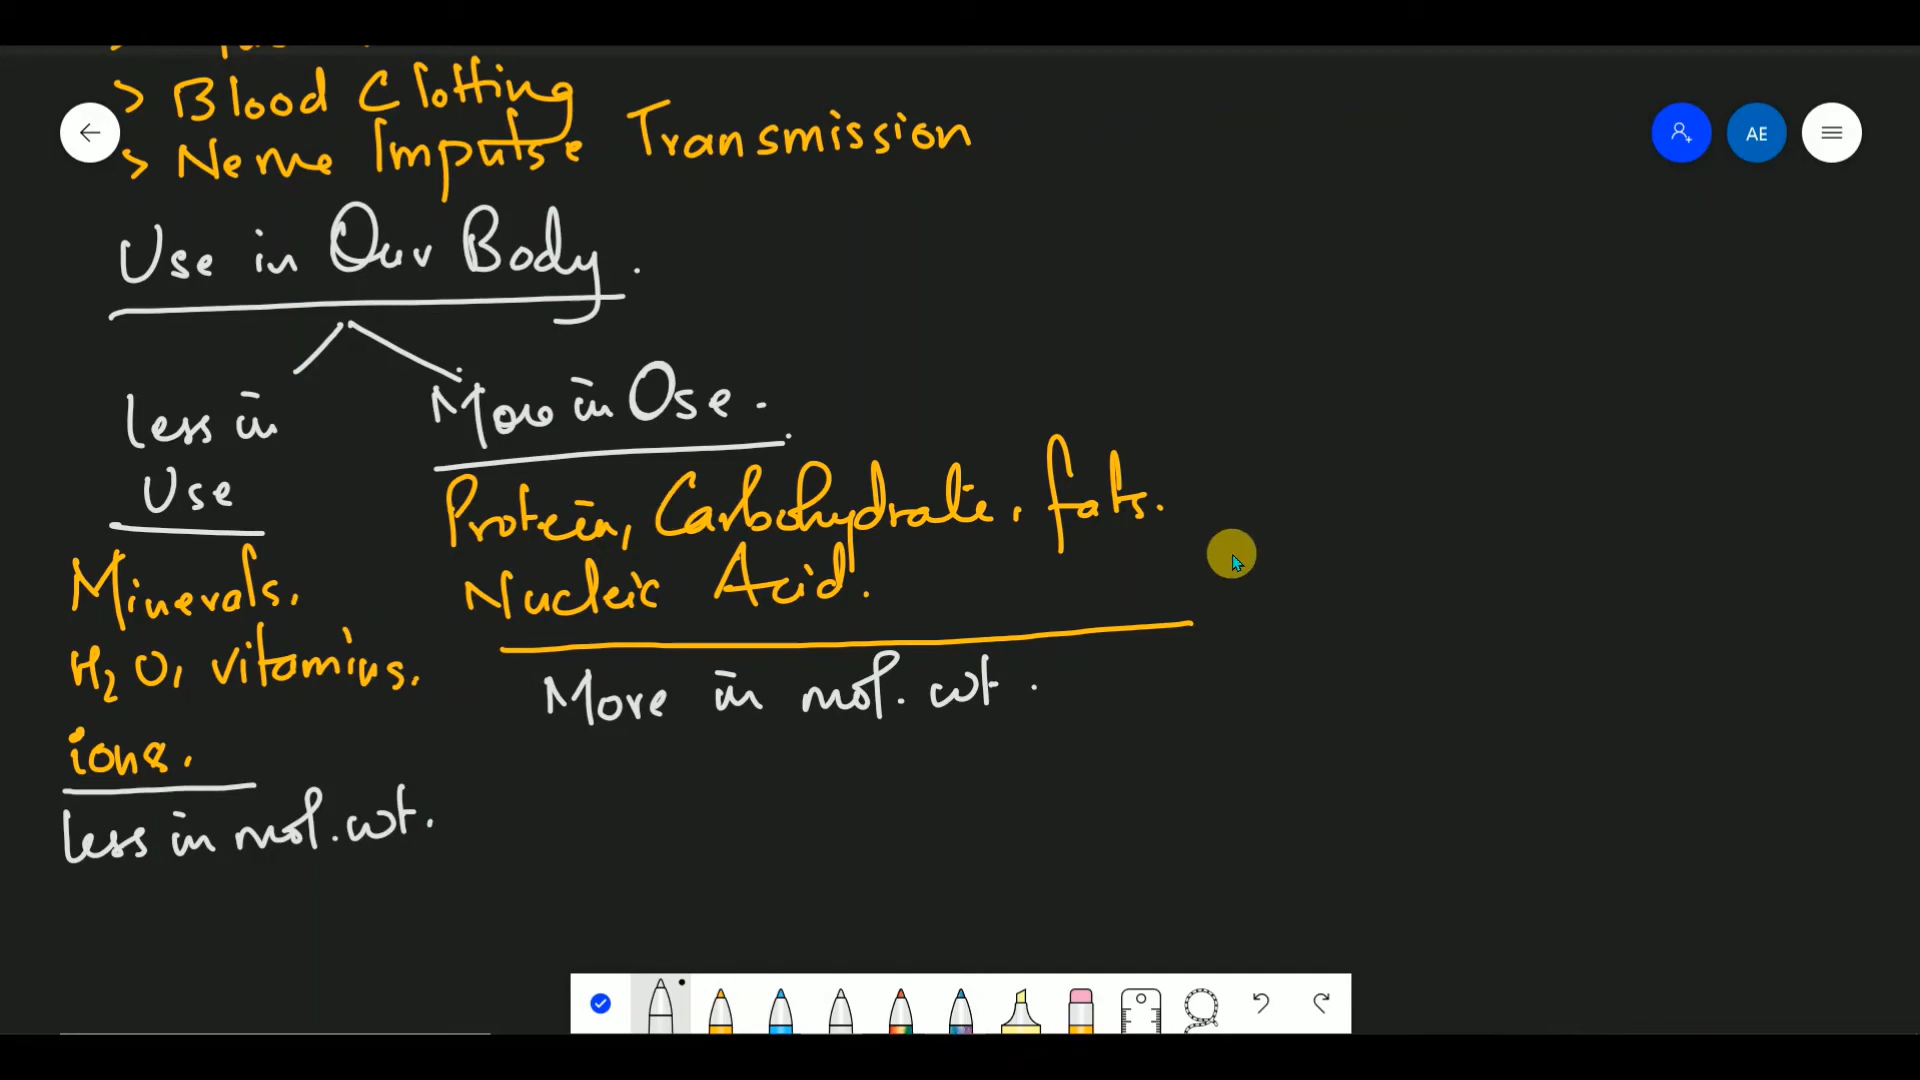 > Blood Clotting
> Nerve Impulse Transmission
AE
Use in Our Body.
Less in
Use
More in Use.
Protein, Carbohydrate, fats.
Nucleic Acid.
More in mol. wt.
Minerals.
H₂O, vitamins.
ions.
Less in mol. wt.